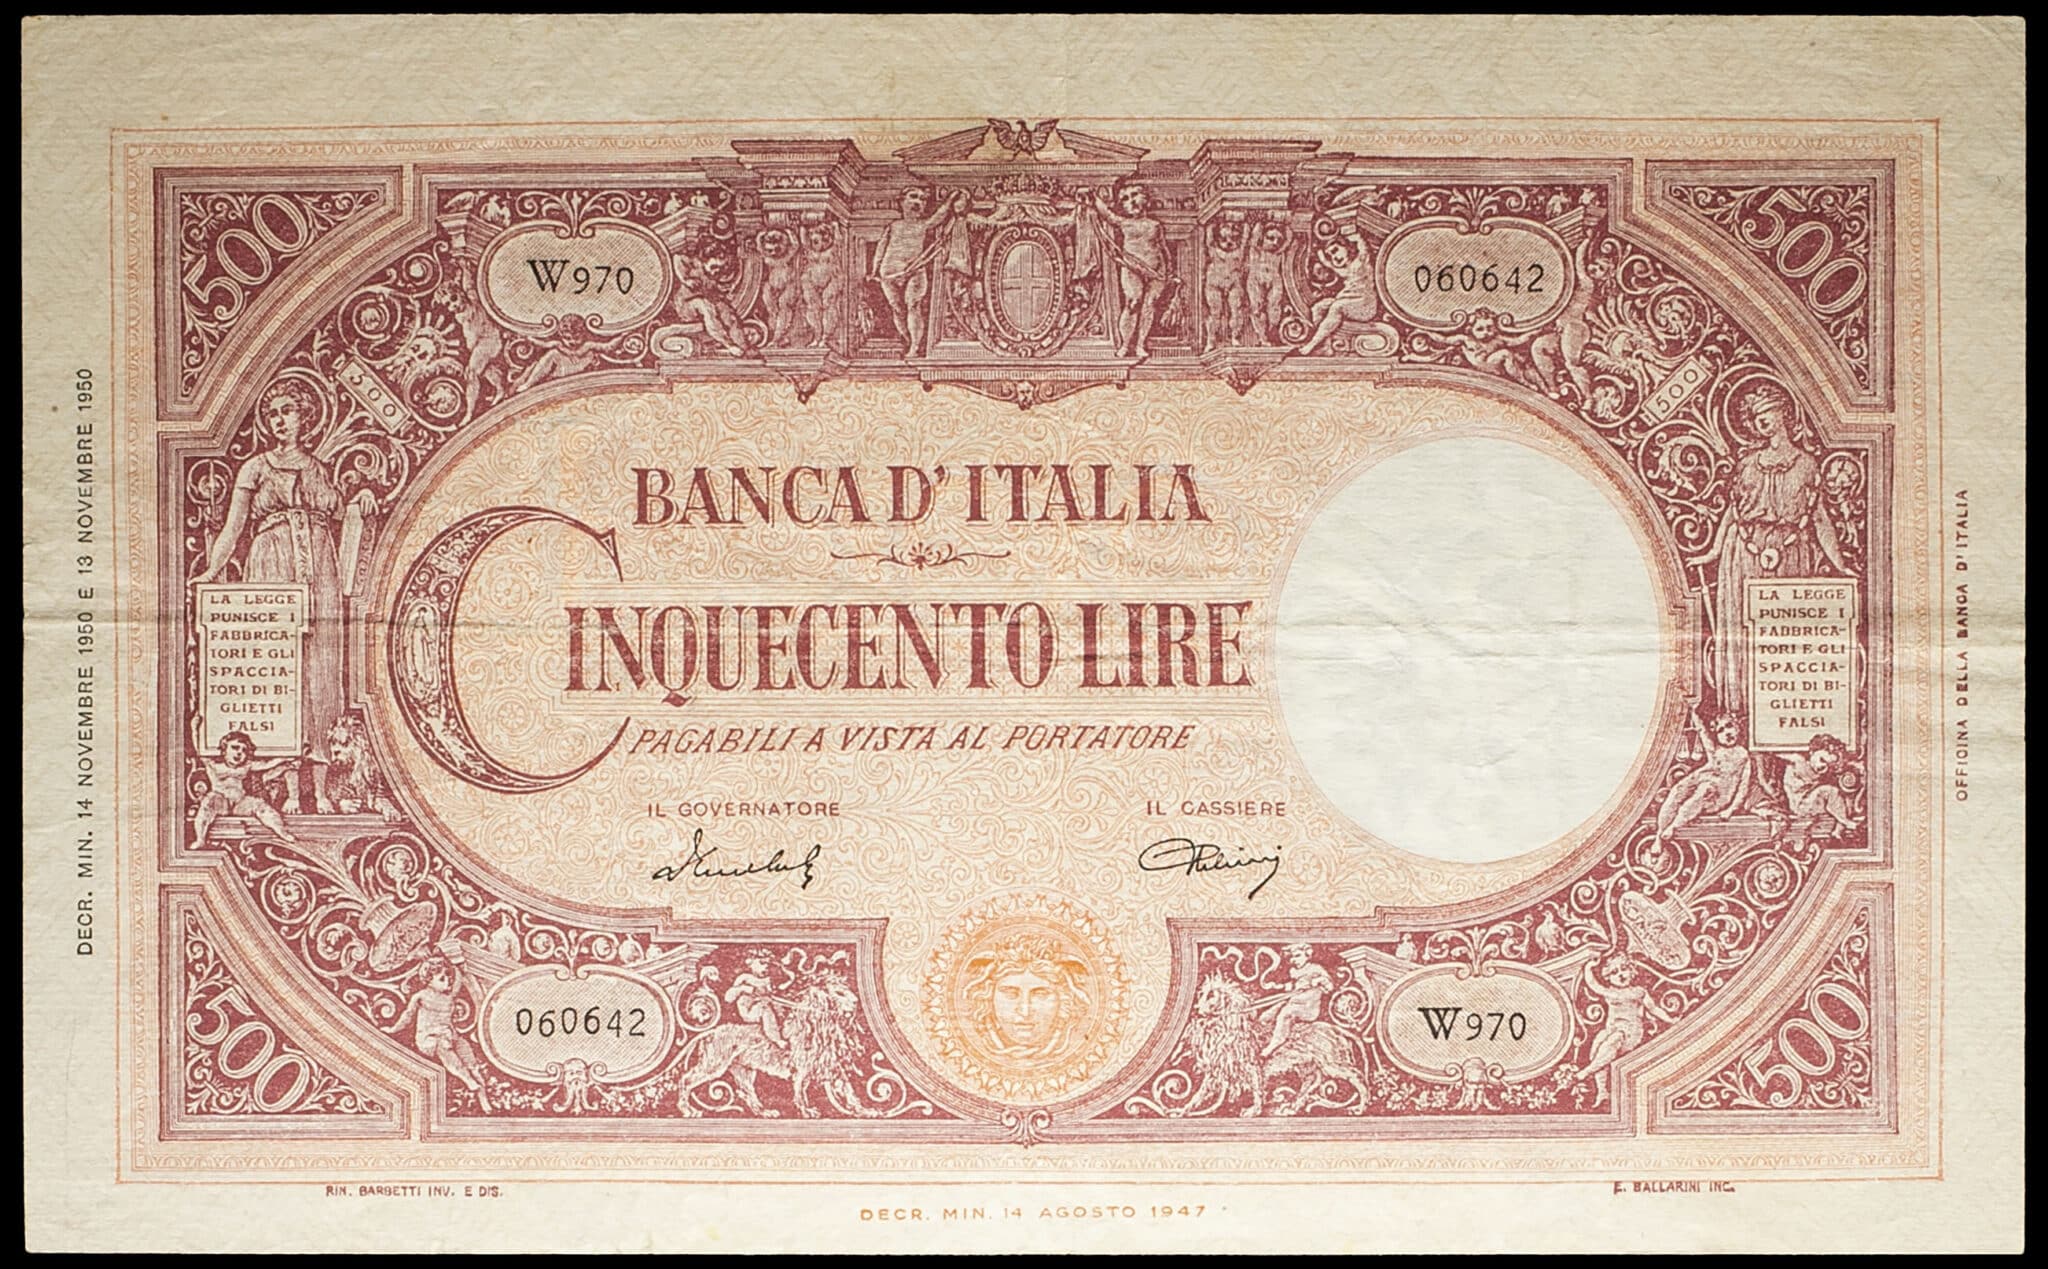 500
W970
060642
500
500
500
BANCA D'ITALIA
CINQUECENTO LIRE
PAGABILI A VISTA AL PORTATORE
IL GOVERNATORE
IL CASSIERE
LA LEGGE
PUNISCE I
FABBRICA-
TORI E GLI
SPACCIA-
TORI DI BI-
GLIETTI
FALSI
LA LEGGE
PUNISCE I
FABBRICA-
TORI E GLI
SPACCIA-
TORI DI BI-
GLIETTI
FALSI
DECR. MIN. 14 NOVEMBRE 1950 E 13 NOVEMBRE 1950
OFFICINA DELLA BANCA D'ITALIA
500
060642
W970
500
RIN. BARBETTI INV. E DIS.
E. BALLARINI INC.
DECR. MIN. 14 AGOSTO 1947